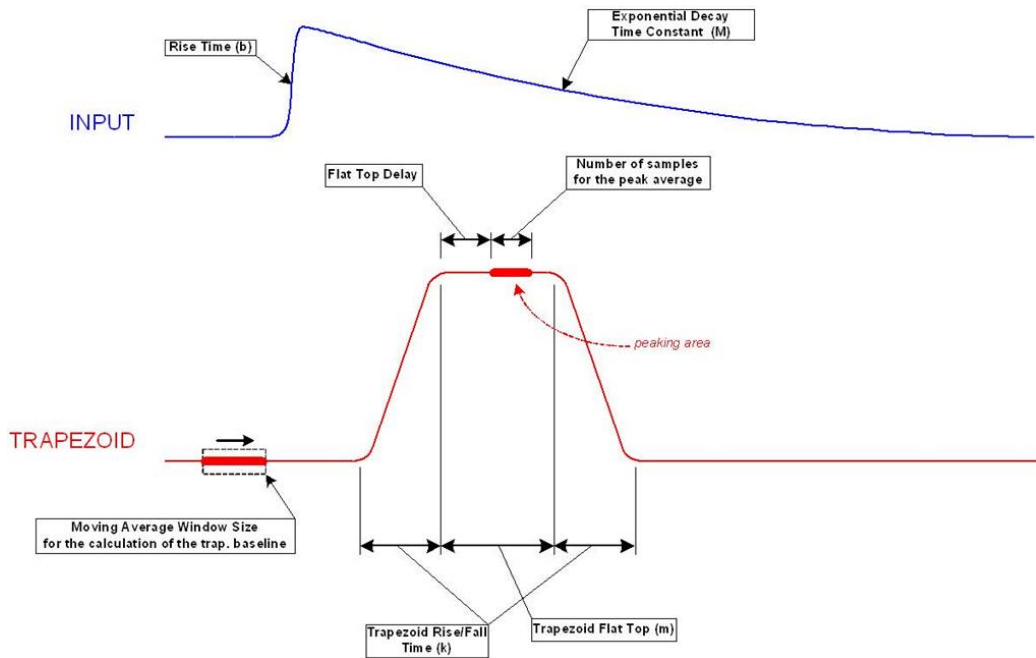 Exponential Decay
Time Constant (M)
Rise Time (b)
INPUT
Number of samples
for the peak average
Flat Top Delay
peaking area
TRAPEZOID
Moving Average Window Size
for the calculation of the trap. baseline
Trapezoid Rise/Fall
Time (k)
Trapezoid Flat Top (m)